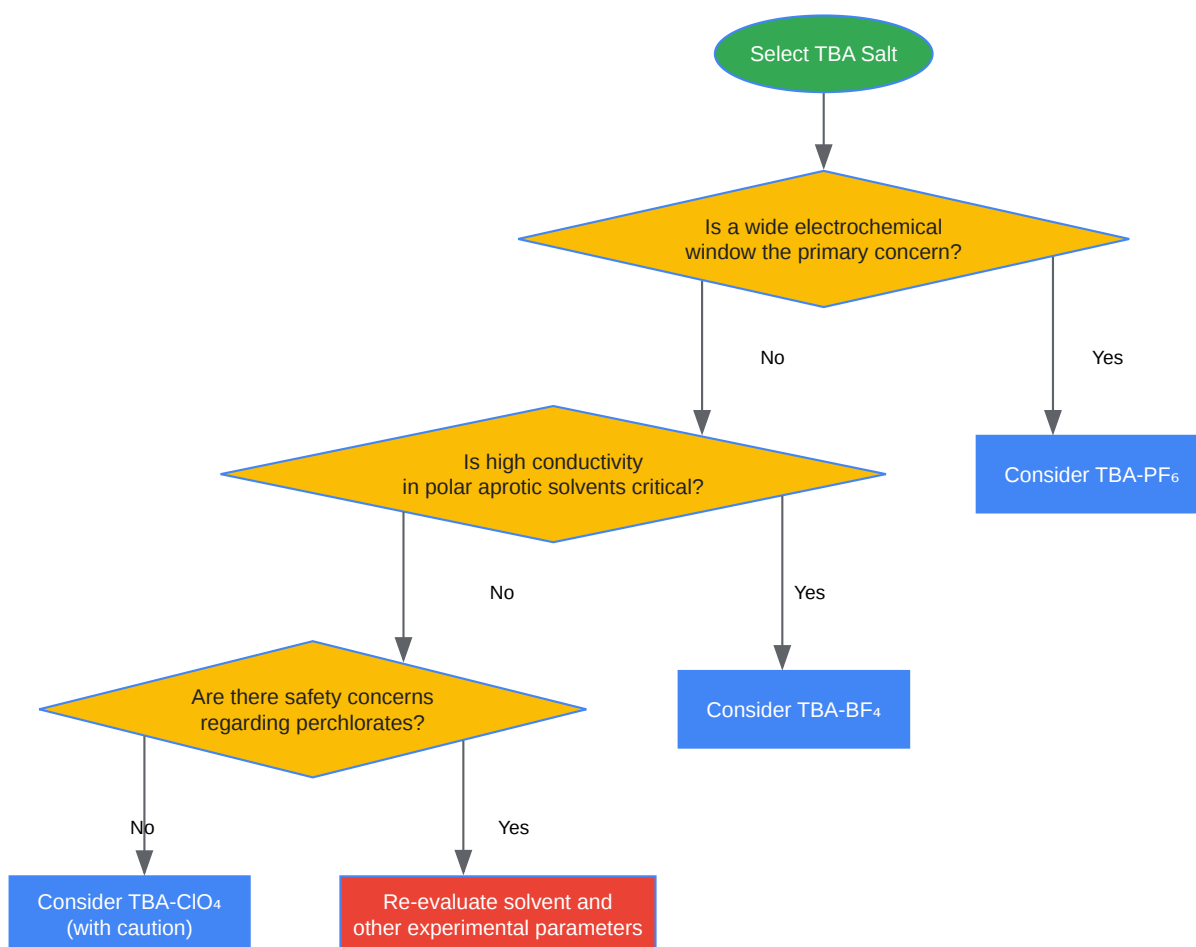 Select TBA Salt
Is a wide electrochemical
window the primary concern?
No
Yes
Is high conductivity
in polar aprotic solvents critical?
Consider TBA-PF₆
No
Yes
Are there safety concerns
regarding perchlorates?
Consider TBA-BF₄
No
Yes
Consider TBA-ClO₄
(with caution)
Re-evaluate solvent and
other experimental parameters